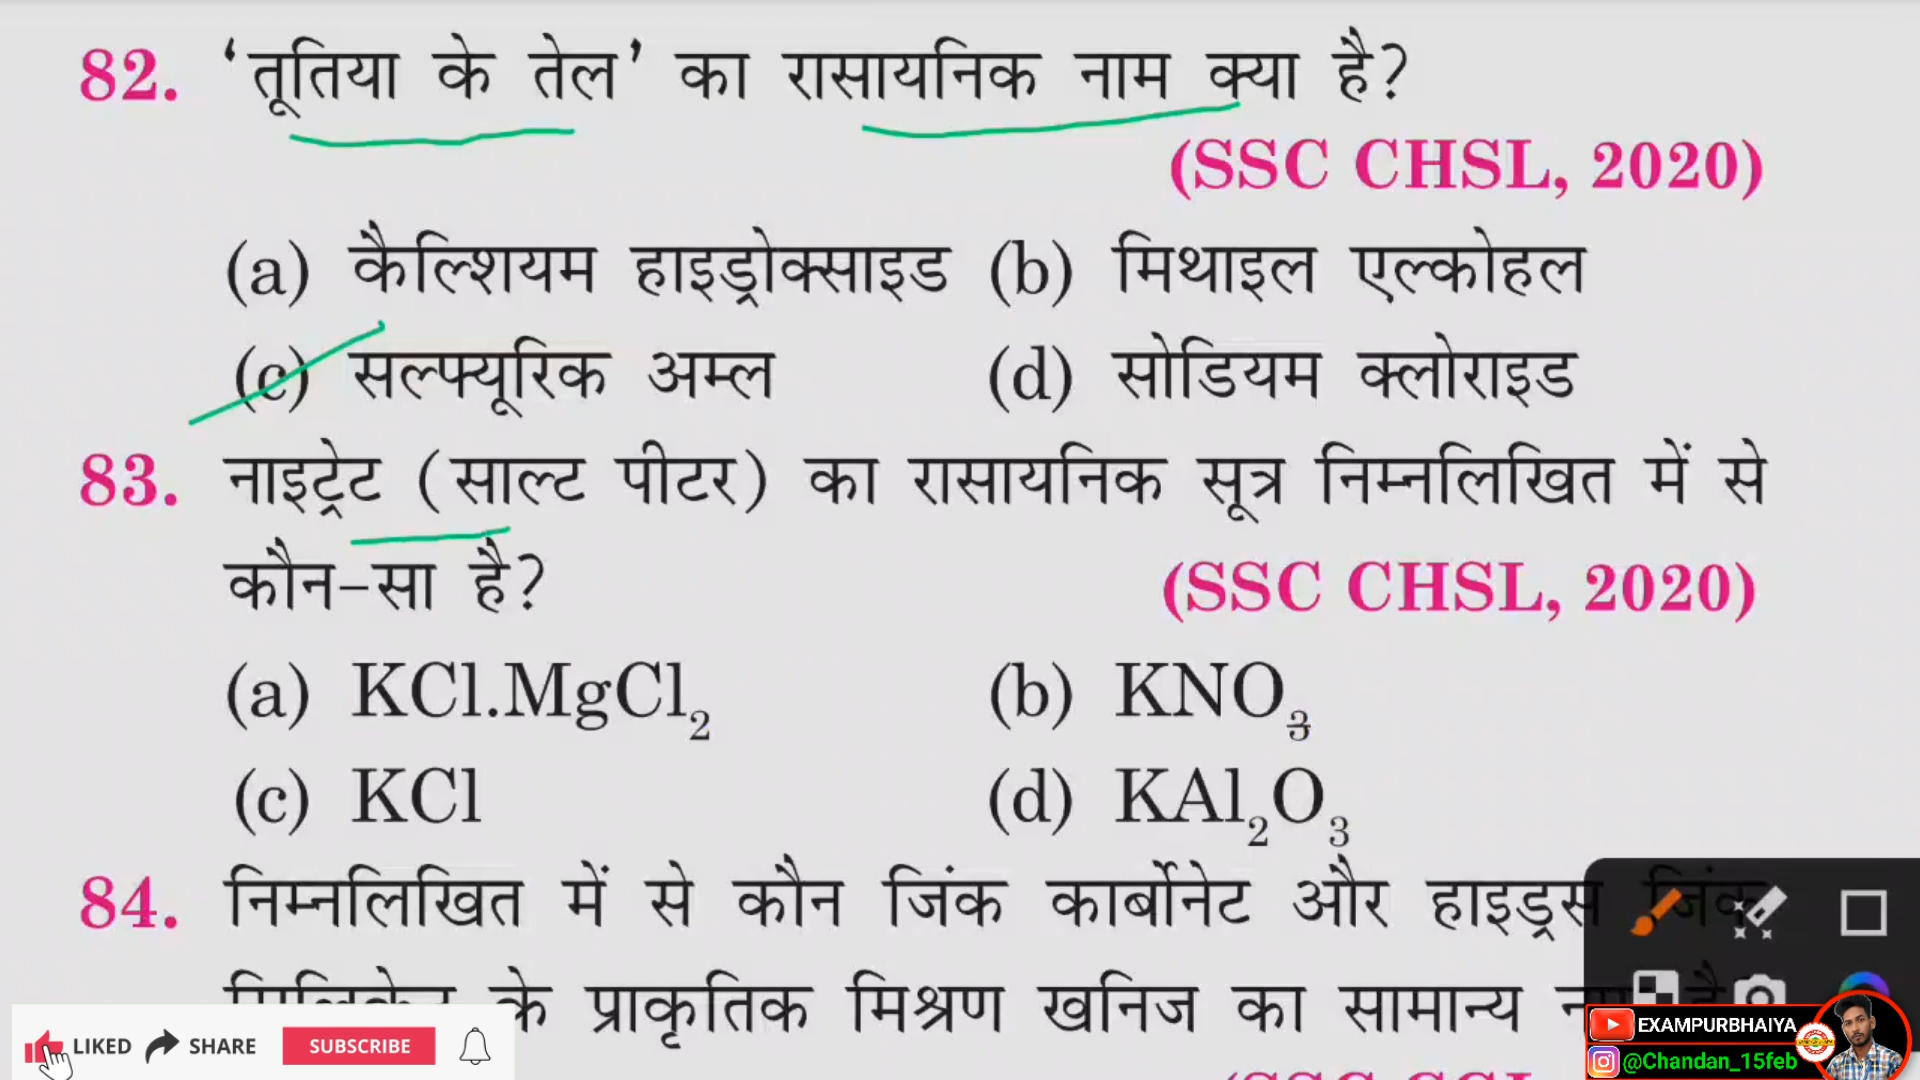 82. ‘तूतिया के तेल’ का रासायनिक नाम क्या है?
(SSC CHSL, 2020)
(a) कैल्शियम हाइड्रोक्साइड (b) मिथाइल एल्कोहल
(c) सल्फ्यूरिक अम्ल (d) सोडियम क्लोराइड
83. नाइट्रेट (साल्ट पीटर) का रासायनिक सूत्र निम्नलिखित में से
कौन-सा है? (SSC CHSL, 2020)
(a) KCl.MgCl₂ (b) KNO₃
(c) KCl (d) KAl₂O₃
84. निम्नलिखित में से कौन जिंक कार्बोनेट और हाइड्रस जिंक
के प्राकृतिक मिश्रण खनिज का सामान्य
LIKED SHARE SUBSCRIBE
EXAMPURBHAIYA
@Chandan_15feb